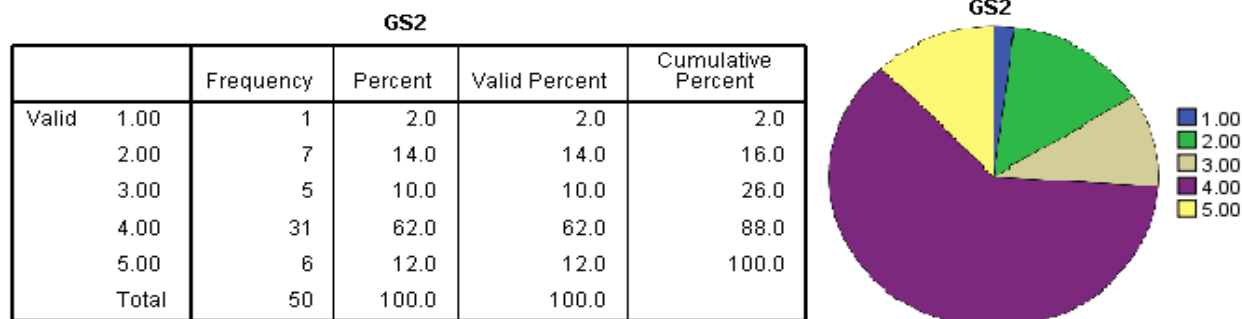 GS2
Frequency Percent Valid Percent Cumulative Percent
Valid 1.00 1 2.0 2.0 2.0
2.00 7 14.0 14.0 16.0
3.00 5 10.0 10.0 26.0
4.00 31 62.0 62.0 88.0
5.00 6 12.0 12.0 100.0
Total 50 100.0 100.0
GS2
1.00
2.00
3.00
4.00
5.00